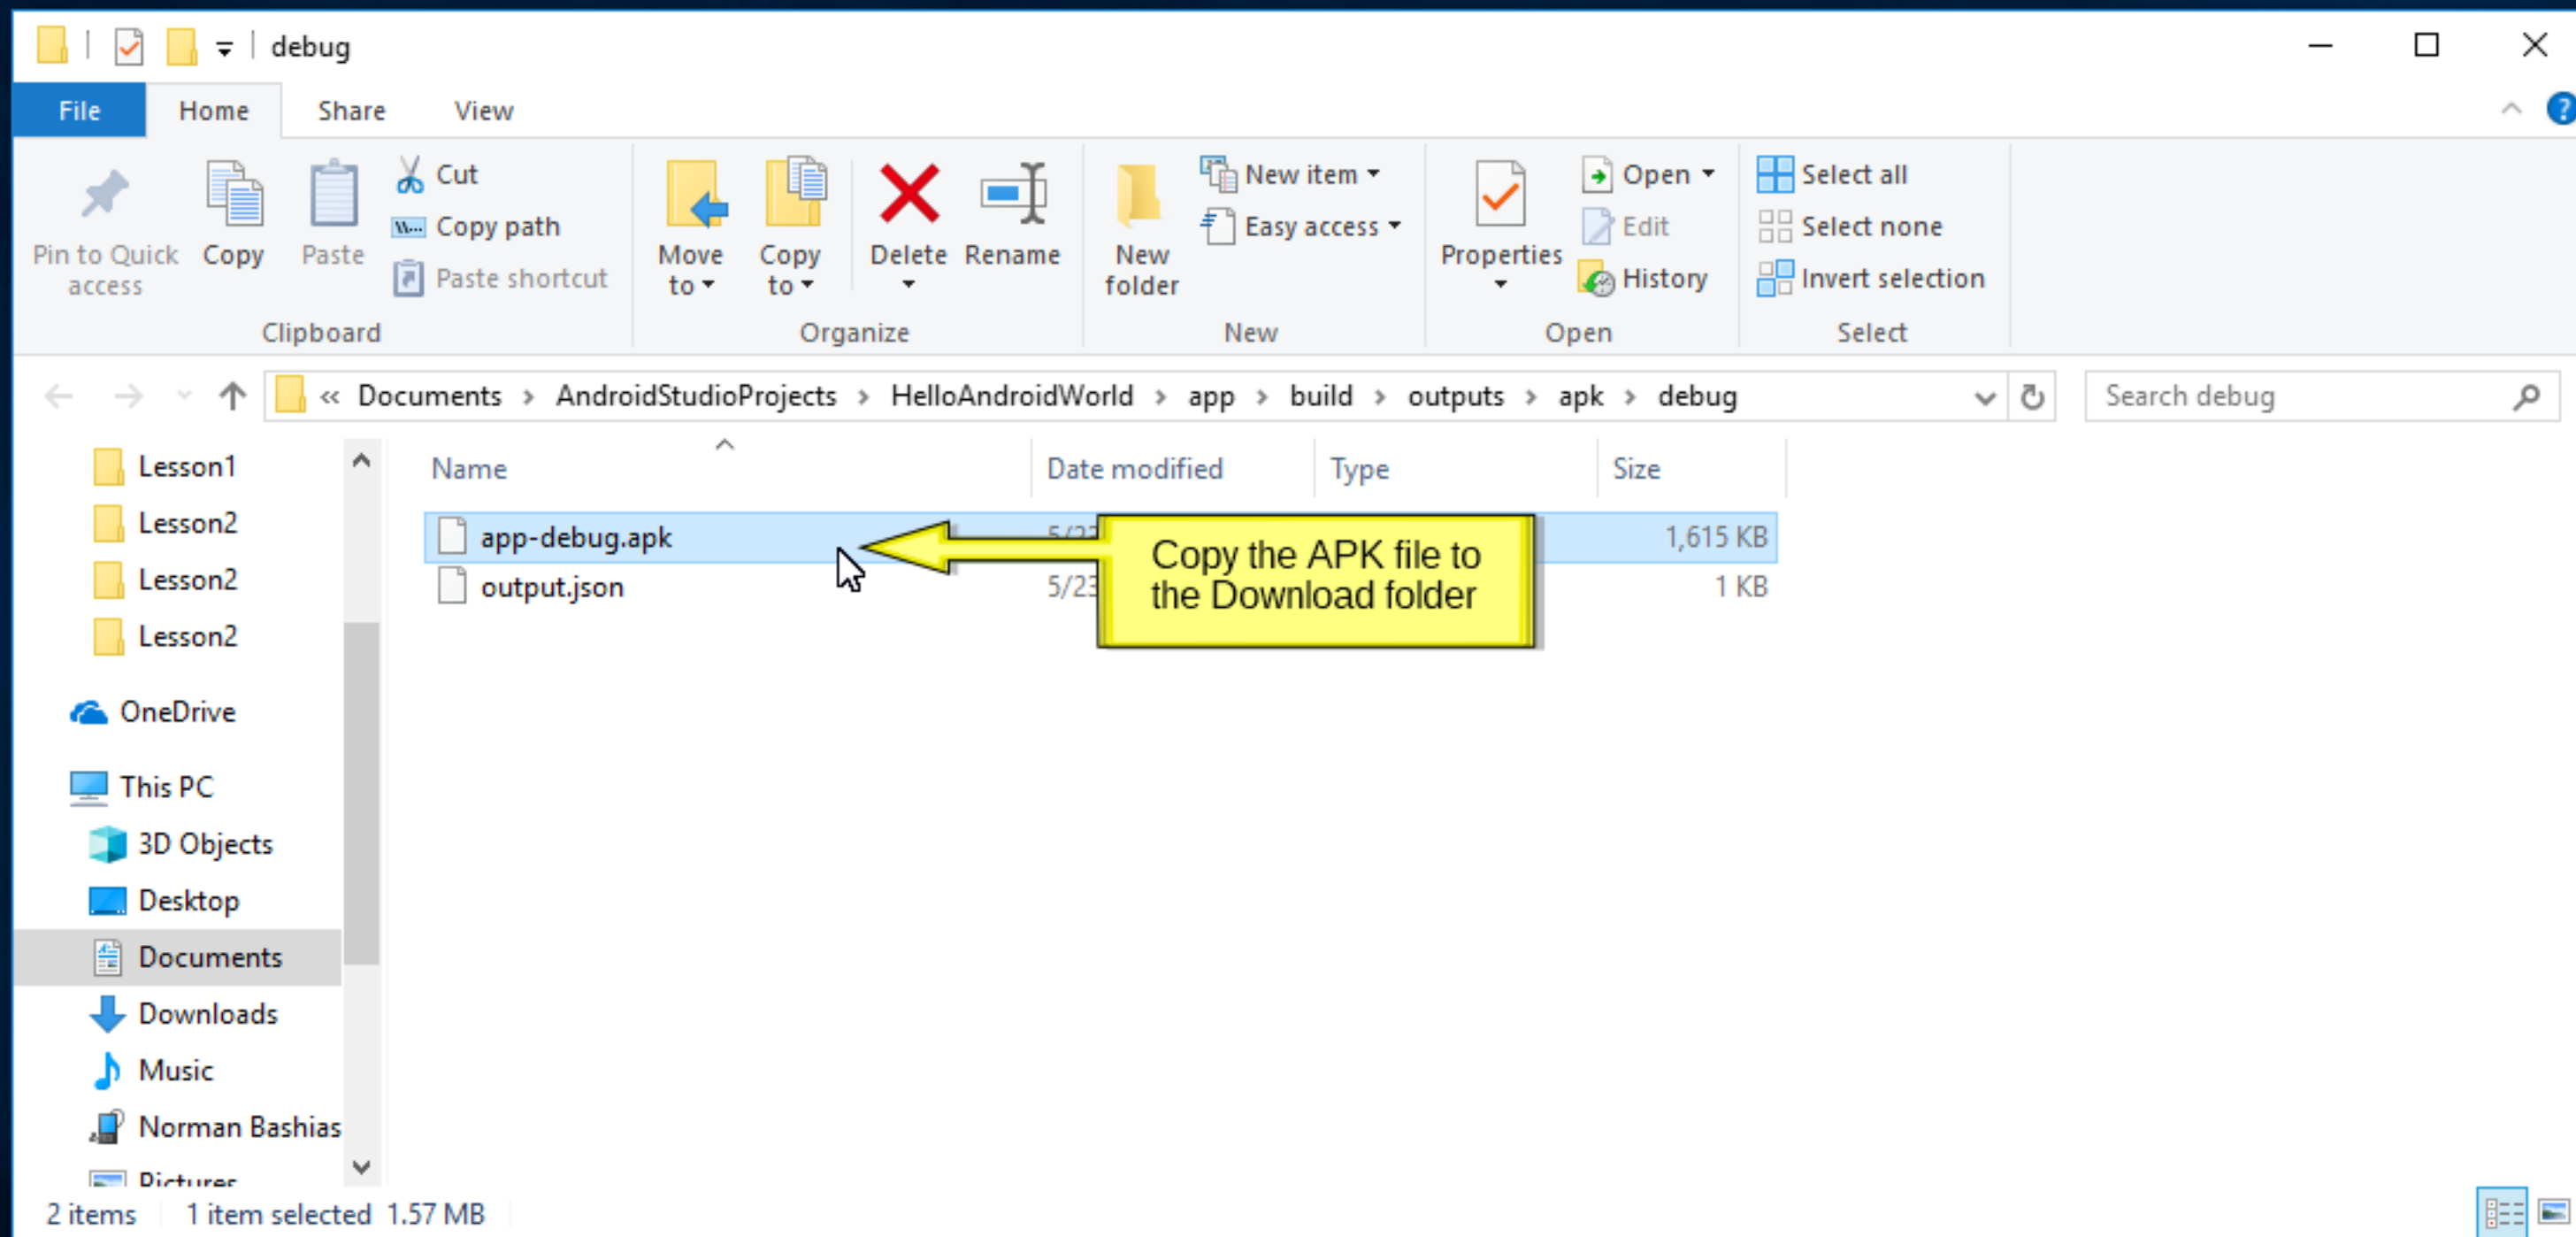 debug
File Home Share View
Pin to Quick access
Copy
Paste
Cut
Copy path
Paste shortcut
Clipboard
Move to
Copy to
Delete
Rename
Organize
New folder
New item
Easy access
New
Properties
Open
Edit
History
Open
Select all
Select none
Invert selection
Select
« Documents > AndroidStudioProjects > HelloAndroidWorld > app > build > outputs > apk > debug
Search debug
Lesson1
Lesson2
Lesson2
Lesson2
OneDrive
This PC
3D Objects
Desktop
Documents
Downloads
Music
Norman Bashias
Pictures
Name Date modified Type Size
app-debug.apk 1,615 KB
output.json 5/23 1 KB
Copy the APK file to
the Download folder
2 items 1 item selected 1.57 MB